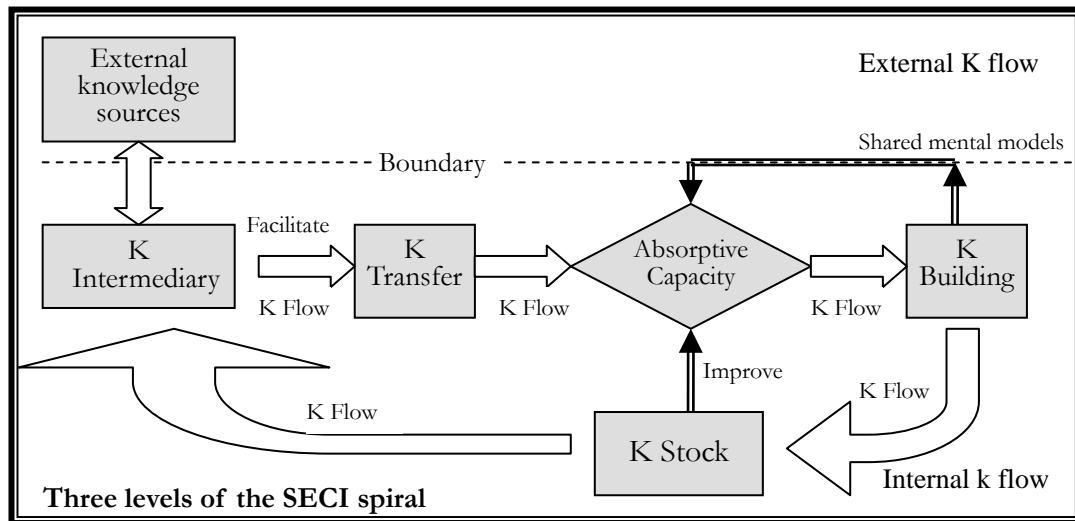 External
knowledge
sources
External K flow
Shared mental models
Boundary
Facilitate
K
Intermediary
K
Transfer
Absorptive
Capacity
K
Building
K Flow
K Flow
K Flow
Improve
K Flow
K Flow
K Stock
Internal k flow
Three levels of the SECI spiral